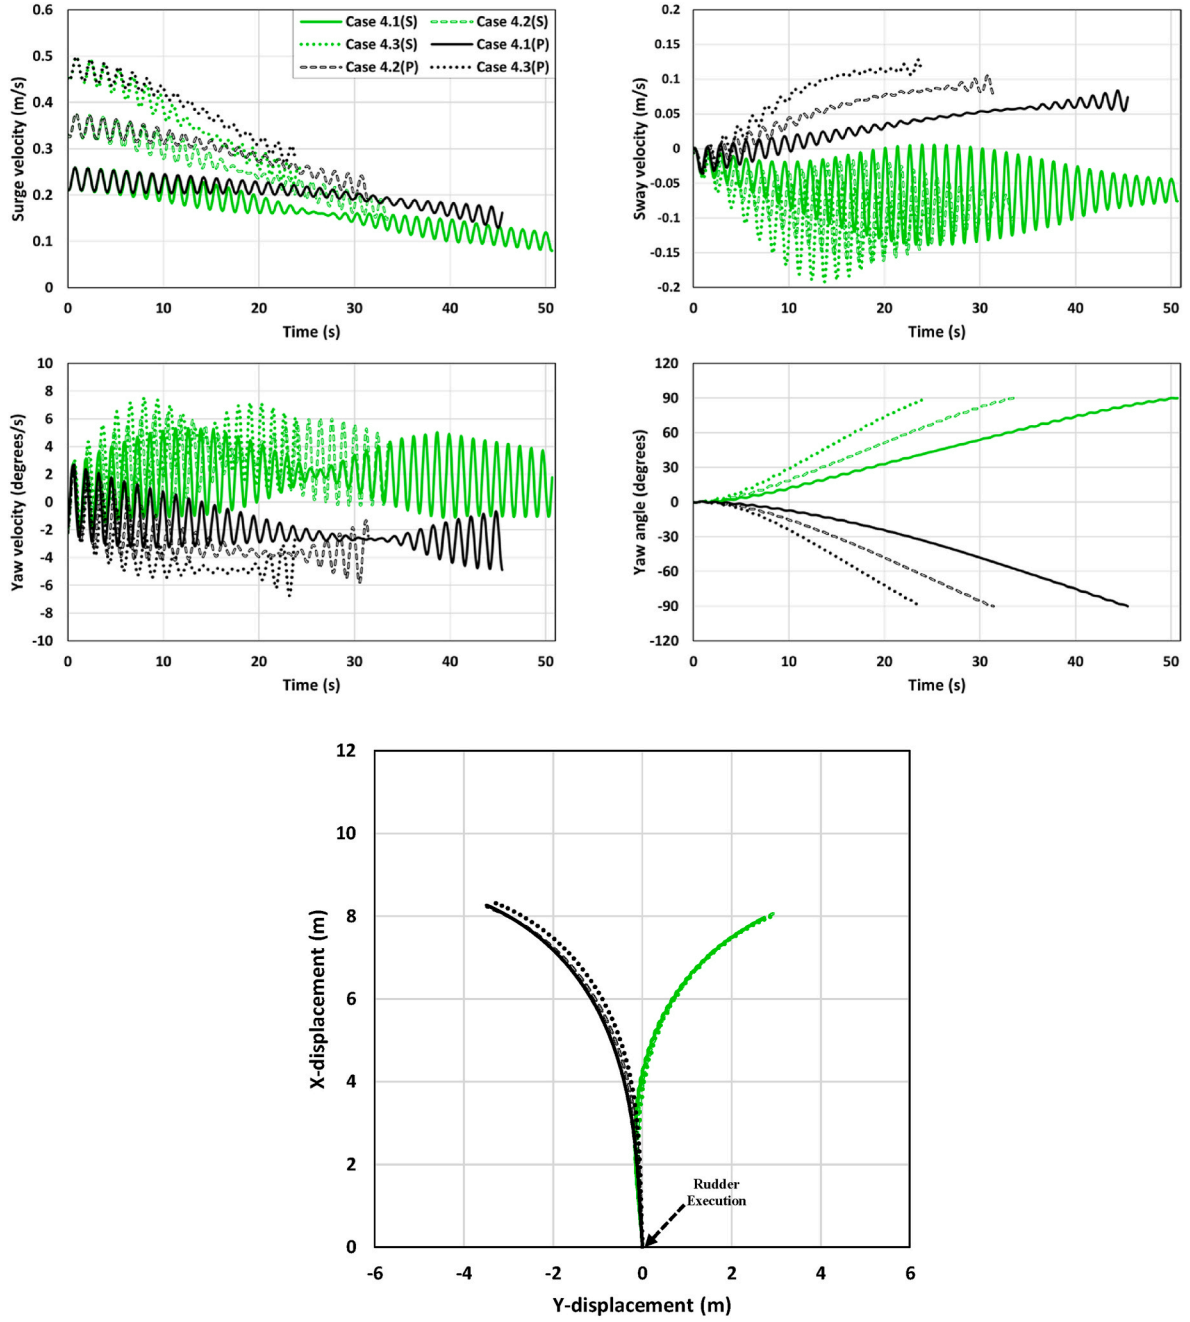 Case 4.1(S) Case 4.2(S)
Case 4.3(S) Case 4.1(P)
Case 4.2(P) Case 4.3(P)
Surge velocity (m/s)
0.6
0.5
0.4
0.3
0.2
0.1
0
0 10 20 30 40 50
Time (s)
Sway velocity (m/s)
0.2
0.15
0.1
0.05
0
-0.05
-0.1
-0.15
-0.2
0 10 20 30 40 50
Time (s)
Yaw velocity (degrees/s)
10
8
6
4
2
0
-2
-4
-6
-8
-10
0 10 20 30 40 50
Time (s)
Yaw angle (degrees)
120
90
60
30
0
-30
-60
-90
-120
0 10 20 30 40 50
Time (s)
X-displacement (m)
12
10
8
6
4
2
0
Rudder
Execution
-6 -4 -2 0 2 4 6
Y-displacement (m)